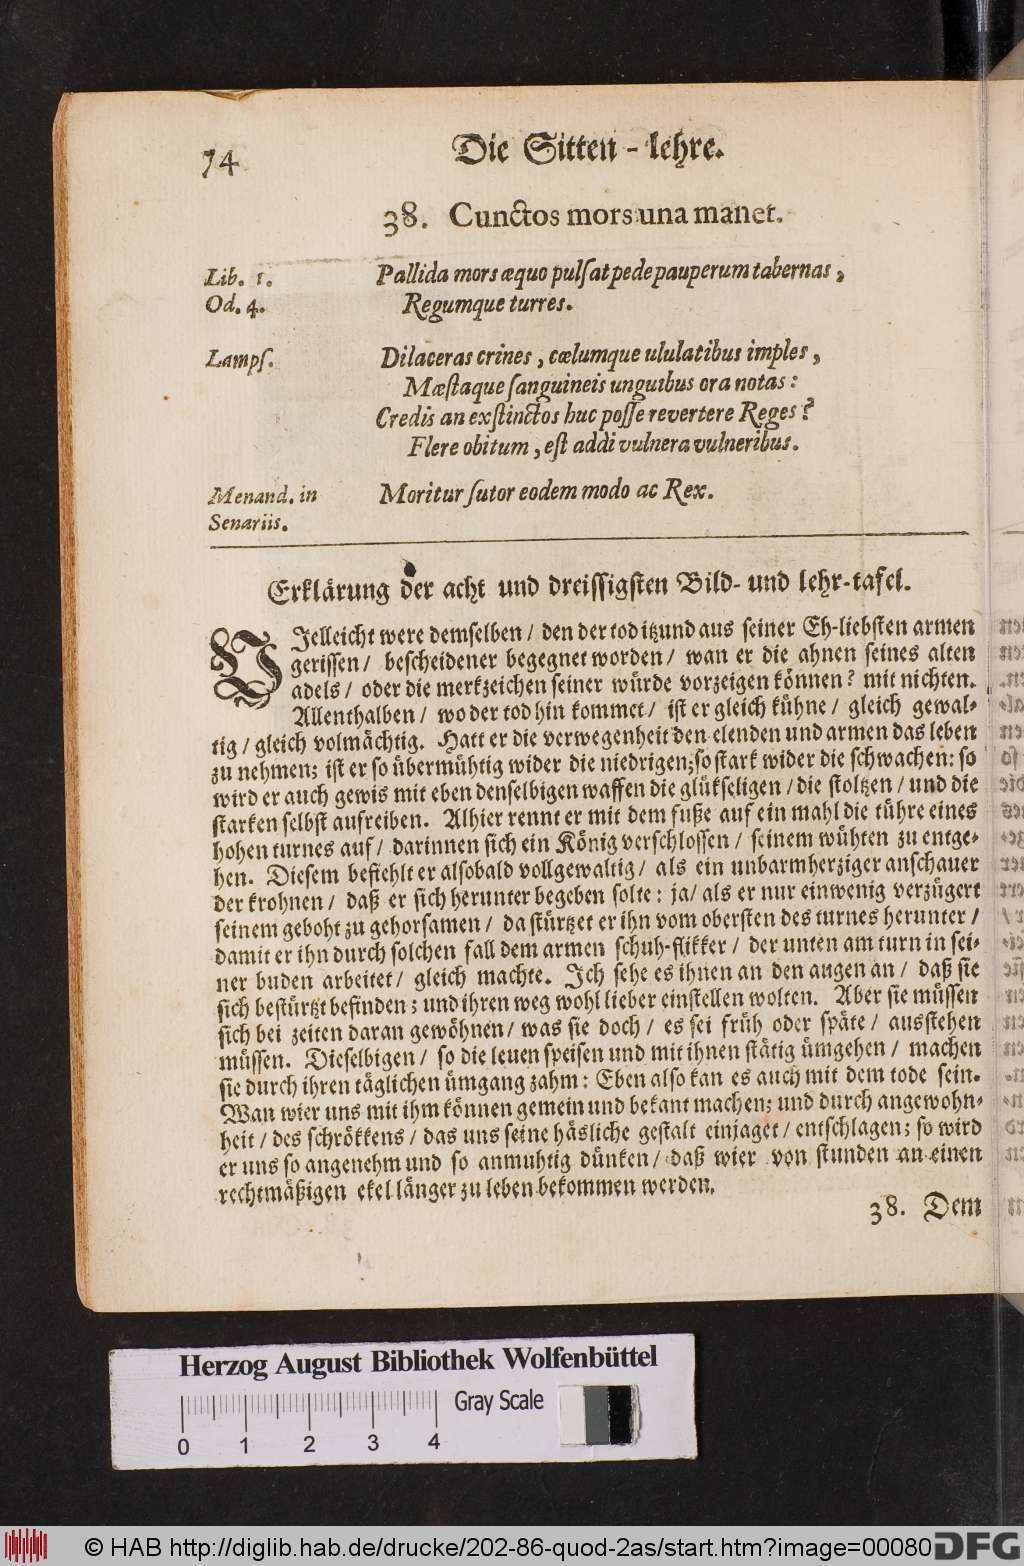 74 Die Sitten-lehre.
38. Cunctos mors una manet.
Lib. 1. Pallida mors æquo pulſat pede pauperum tabernas,
Od. 4. Regumque turres.
Lampſ. Dilaceras crines, cœlumque ululatibus imples,
Mæſtaque ſanguineis unguibus ora notas:
Credis an exſtinctos huc poſſe revertere Reges?
Flere obitum, eſt addi vulnera vulneribus.
Menand. in Moritur ſutor eodem modo ac Rex.
Senariis.
Erklärung der acht und dreiſſigſten Bild- und lehr-tafel.
VJelleicht were demſelben / den der tod itzund aus ſeiner Eh-liebſten armen
geriſſen / beſcheidener begegnet worden / wan er die ahnen ſeines alten
adels / oder die merkzeichen ſeiner würde vorzeigen können? mit nichten.
Allenthalben / wo der tod hin kommet / iſt er gleich kühne / gleich gewal-
tig / gleich volmächtig. Hatt er die verwegenheit den elenden und armen das leben
zu nehmen; iſt er ſo übermühtig wider die niedrigen; ſo ſtark wider die ſchwachen: ſo
wird er auch gewis mit eben denſelbigen waffen die glükſeligen / die ſtoltzen / und die
ſtarken ſelbſt aufreiben. Alhier rennt er mit dem fuße auf ein mahl die tühre eines
hohen turnes auf / darinnen ſich ein König verſchloſſen / ſeinem wühten zu entge-
hen. Dieſem befiehlt er alſobald vollgewaltig / als ein unbarmherziger anſchauer
der krohnen / daß er ſich herunter begeben ſolte: ja / als er nur einwenig verzügert
ſeinem geboht zu gehorſamen / da ſtürtzet er ihn vom oberſten des turnes herunter /
damit er ihn durch ſolchen fall dem armen ſchuh-flikker / der unten am turn in ſei-
ner buden arbeitet / gleich machte. Ich ſehe es ihnen an den augen an / daß ſie
ſich beſtürtzt befinden; und ihren weg wohl lieber einſtellen wolten. Aber ſie müſſen
ſich bei zeiten daran gewöhnen / was ſie doch / es ſei früh oder ſpäte / ausſtehen
müſſen. Dieſelbigen / ſo die leuen ſpeiſen und mit ihnen ſtätig ümgehen / machen
ſie durch ihren täglichen ümgang zahm: Eben alſo kan es auch mit dem tode ſein.
Wan wier uns mit ihm können gemein und bekant machen; und durch angewohn-
heit / des ſchrökkens / das uns ſeine häsliche geſtalt einjaget / entſchlagen; ſo wird
er uns ſo angenehm und ſo anmuhtig dünken / daß wier von ſtunden an einen
rechtmäßigen ekel länger zu leben bekommen werden.
38. Dem
Herzog August Bibliothek Wolfenbüttel
Gray Scale
0 1 2 3 4
© HAB http://diglib.hab.de/drucke/202-86-quod-2as/start.htm?image=00080 DFG